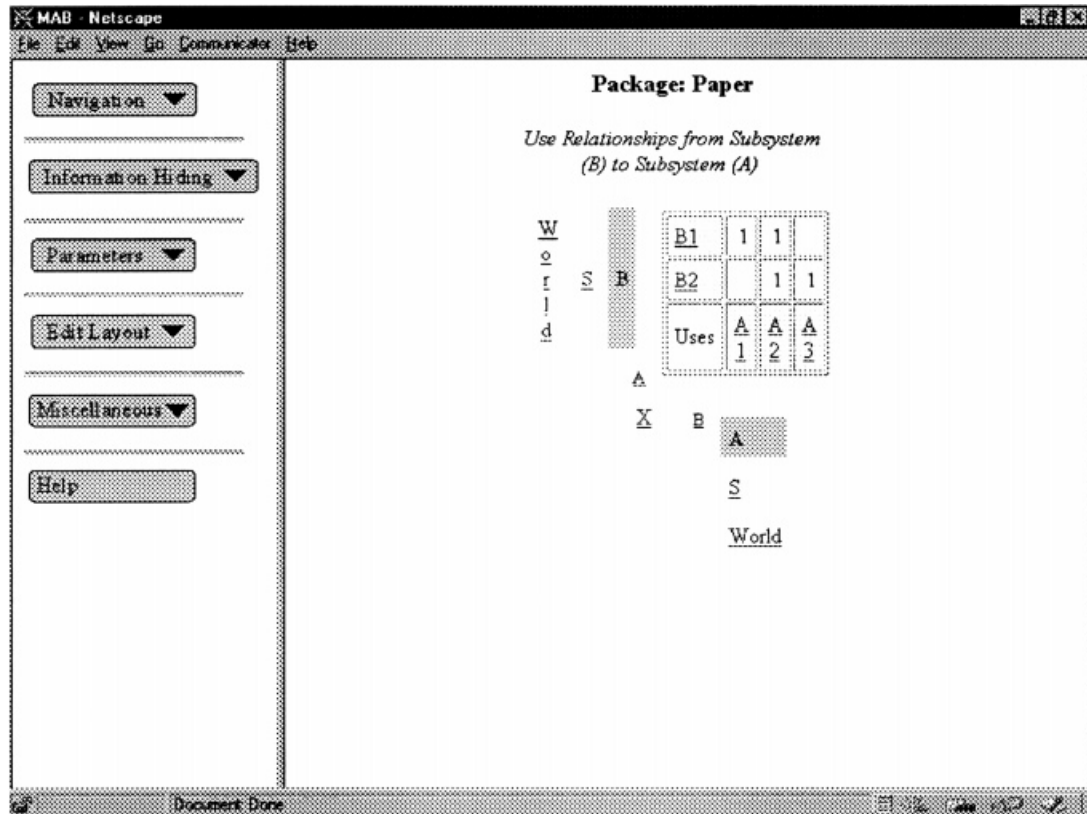 MAB - Netscape
File Edit View Go Communicator Help
Navigation
Information Hiding
Parameters
Edit Layout
Miscellaneous
Help
Package: Paper
Use Relationships from Subsystem
(B) to Subsystem (A)
W
o
r
l
d
S
B
B1 1 1
B2 1 1
Uses A A A
1 2 3
A
X B
A
S
World
Document: Done